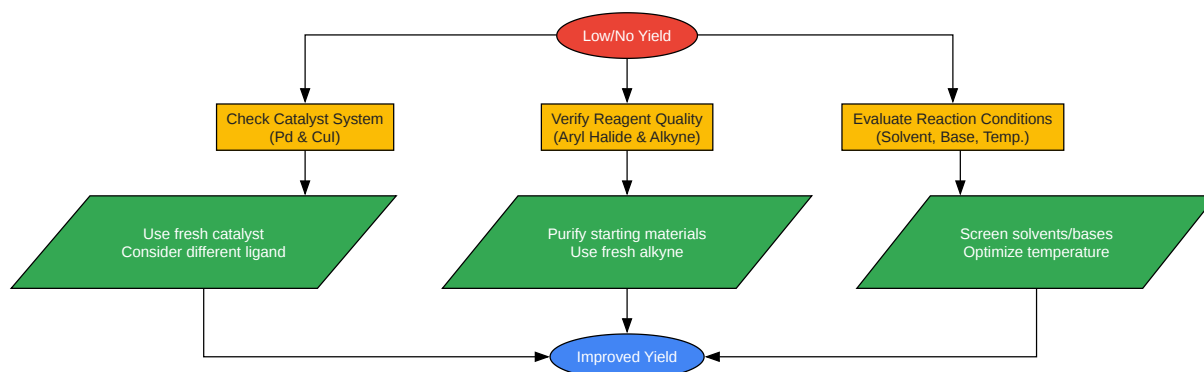 Low/No Yield
Check Catalyst System
(Pd & CuI)
Verify Reagent Quality
(Aryl Halide & Alkyne)
Evaluate Reaction Conditions
(Solvent, Base, Temp.)
Use fresh catalyst
Consider different ligand
Purify starting materials
Use fresh alkyne
Screen solvents/bases
Optimize temperature
Improved Yield